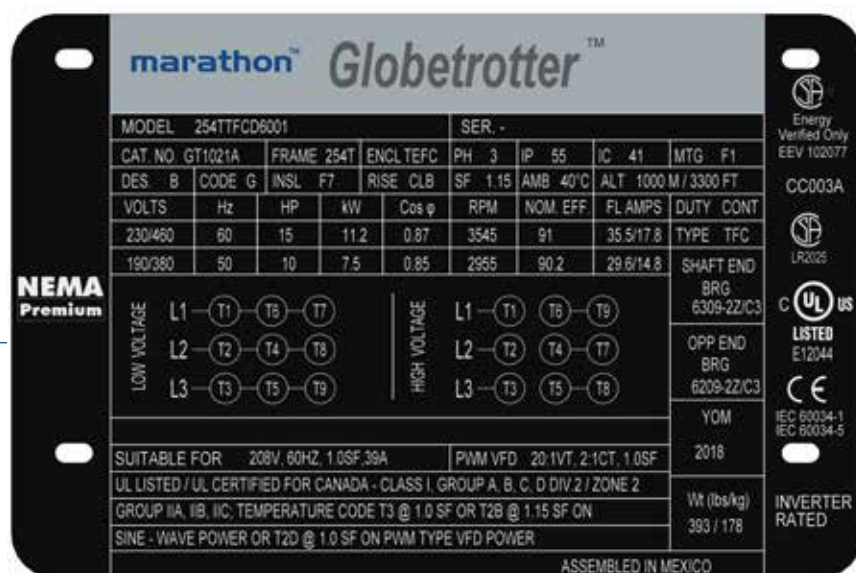 marathon™ Globetrotter™
MODEL 254TTFCD6001 SER. -
CAT. NO. GT1021A FRAME 254T ENCL TEFC PH 3 IP 55 IC 41 MTG F1
DES. B CODE G INSL F7 RISE CLB SF 1.15 AMB 40°C ALT 1000 M / 3300 FT
VOLTS Hz HP kW Cos φ RPM NOM. EFF. FL AMPS DUTY CONT
230/460 60 15 11.2 0.87 3545 91 35.5/17.8 TYPE TFC
190/380 50 10 7.5 0.85 2955 90.2 29.6/14.8
NEMA
Premium
LOW VOLTAGE
L1 T1 T6 T7
L2 T2 T4 T8
L3 T3 T5 T9
HIGH VOLTAGE
L1 T1 T6 T9
L2 T2 T4 T7
L3 T3 T5 T8
SHAFT END
BRG
6309-2Z/C3
OPP END
BRG
6209-2Z/C3
YOM
2018
Wt (lbs/kg)
393 / 178
SUITABLE FOR 208V, 60HZ, 1.0SF,39A PWM VFD 20:1VT, 2:1CT, 1.0SF
UL LISTED / UL CERTIFIED FOR CANADA - CLASS I, GROUP A, B, C, D DIV.2 / ZONE 2
GROUP IIA, IIB, IIC; TEMPERATURE CODE T3 @ 1.0 SF OR T2B @ 1.15 SF ON
SINE - WAVE POWER OR T2D @ 1.0 SF ON PWM TYPE VFD POWER
ASSEMBLED IN MEXICO
SA
Energy
Verified Only
EEV 102077
CC003A
SA
LR2025
C UL US
LISTED
E12044
CE
IEC 60034-1
IEC 60034-5
INVERTER
RATED